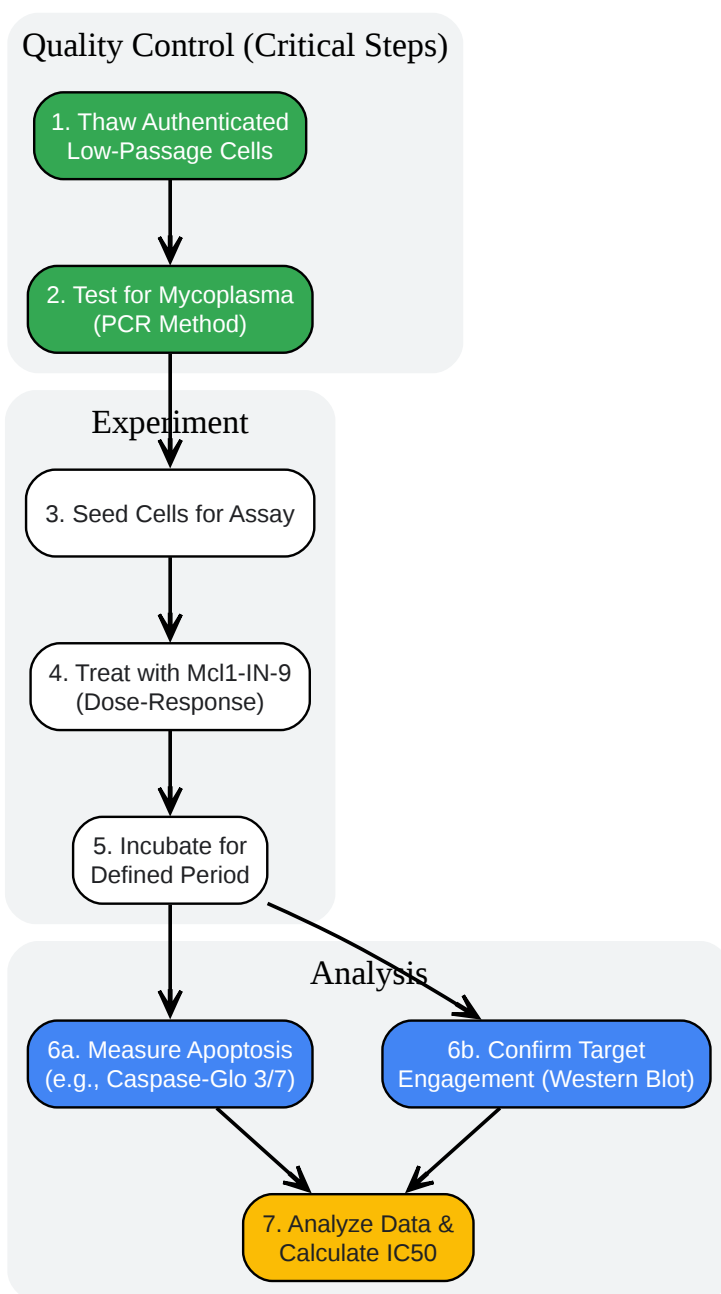 Quality Control (Critical Steps)
1. Thaw Authenticated
Low-Passage Cells
2. Test for Mycoplasma
(PCR Method)
Experiment
3. Seed Cells for Assay
4. Treat with Mcl1-IN-9
(Dose-Response)
5. Incubate for
Defined Period
Analysis
6a. Measure Apoptosis
(e.g., Caspase-Glo 3/7)
6b. Confirm Target
Engagement (Western Blot)
7. Analyze Data &
Calculate IC50